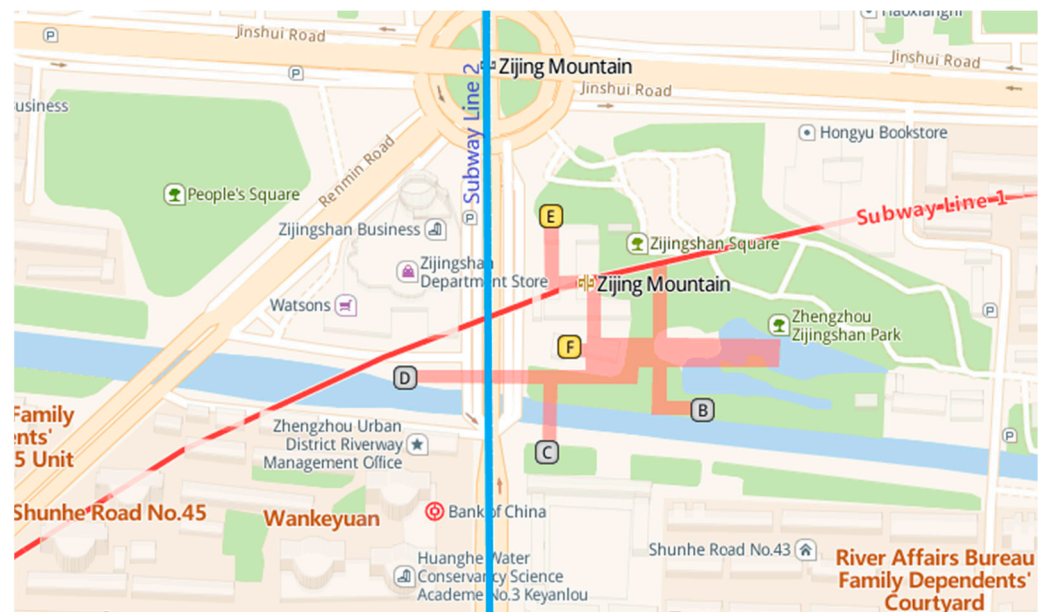 Haoxianghi
P
Jinshui Road
Jinshui Road
Zijing Mountain
P
Jinshui Road
usiness
Hongyu Bookstore
Renmin Road
Subway Line 2
People's Square
Subway Line 1
P
E
Zijingshan Business
Zijingshan Square
Zijingshan
Department Store
Zijing Mountain
Watsons
P
Zhengzhou
Zijingshan Park
F
D
B
Family
ents'
5 Unit
Zhengzhou Urban
District Riverway
Management Office
C
P
Shunhe Road No.45
Wankeyuan
Bank of China
Shunhe Road No.43
Huanghe Water
Conservancy Science
Academe No.3 Keyanlou
River Affairs Bureau
Family Dependents'
Courtyard